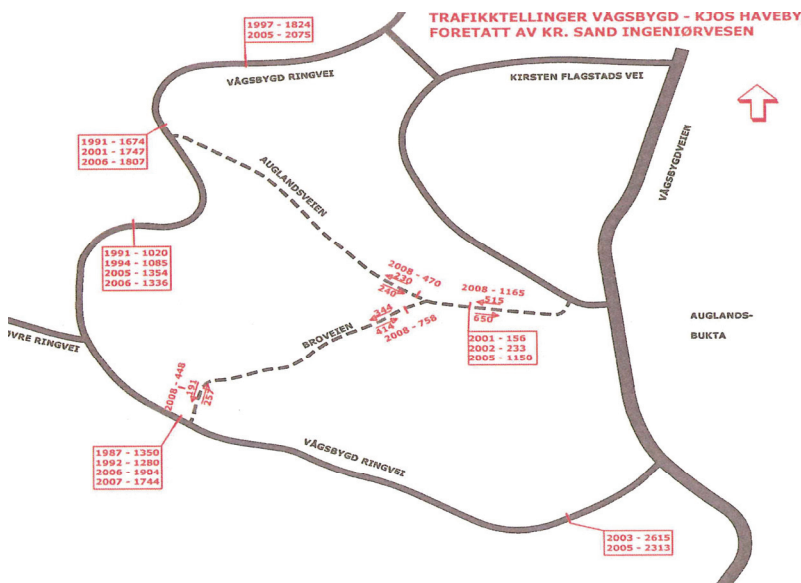 TRAFIKKTELLINGER VAGSBYGD - KJOS HAVEBY
FORETATT AV KR. SAND INGENIØRVESEN
1997 - 1824
2005 - 2075
VÅGSBYGD RINGVEI
KIRSTEN FLAGSTADS VEI
VÅGSBYGDVEIEN
1991 - 1674
2001 - 1747
2006 - 1807
AUGLANDSVEIEN
1991 - 1020
1994 - 1085
2005 - 1354
2006 - 1336
2008 - 470
230
240
2008 - 1165
515
650
344
414
2008 - 758
BROVEIEN
2001 - 156
2002 - 233
2005 - 1150
AUGLANDS-
BUKTA
OVRE RINGVEI
2008 - 448
191
257
1987 - 1350
1992 - 1280
2006 - 1904
2007 - 1744
VÅGSBYGD RINGVEI
2003 - 2615
2005 - 2313